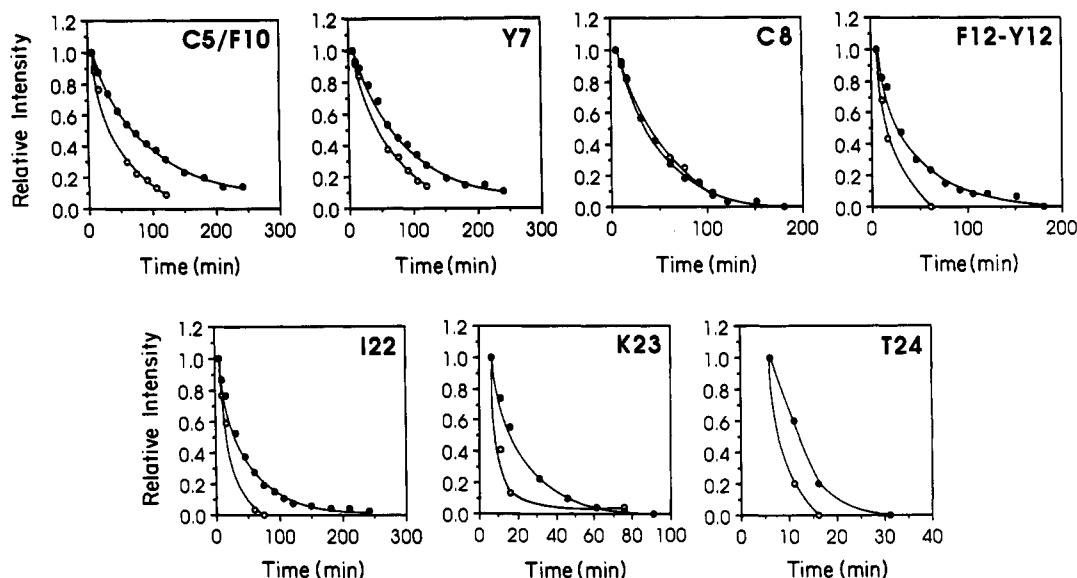 C5/F10 Y7 C8 F12-Y12
Relative Intensity
1.2 1.2 1.2 1.2
1.0 1.0 1.0 1.0
0.8 0.8 0.8 0.8
0.6 0.6 0.6 0.6
0.4 0.4 0.4 0.4
0.2 0.2 0.2 0.2
0.0 0.0 0.0 0.0
0 100 200 300 0 100 200 300 0 100 200 0 100 200
Time (min) Time (min) Time (min) Time (min)
I22 K23 T24
Relative Intensity
1.2 1.2 1.2
1.0 1.0 1.0
0.8 0.8 0.8
0.6 0.6 0.6
0.4 0.4 0.4
0.2 0.2 0.2
0.0 0.0 0.0
0 100 200 300 0 20 40 60 80 100 0 10 20 30 40
Time (min) Time (min) Time (min)